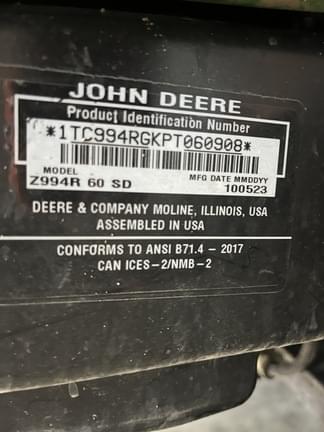 JOHN DEERE
Product Identification Number
*1TC994RGKPT060908*
MODEL MFG DATE MMDDYY
Z994R 60 SD 100523
DEERE & COMPANY MOLINE, ILLINOIS, USA
ASSEMBLED IN USA
CONFORMS TO ANSI B71.4 – 2017
CAN ICES–2/NMB–2